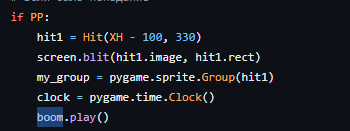 if PP:
hit1 = Hit(XH - 100, 330)
screen.blit(hit1.image, hit1.rect)
my_group = pygame.sprite.Group(hit1)
clock = pygame.time.Clock()
boom.play()